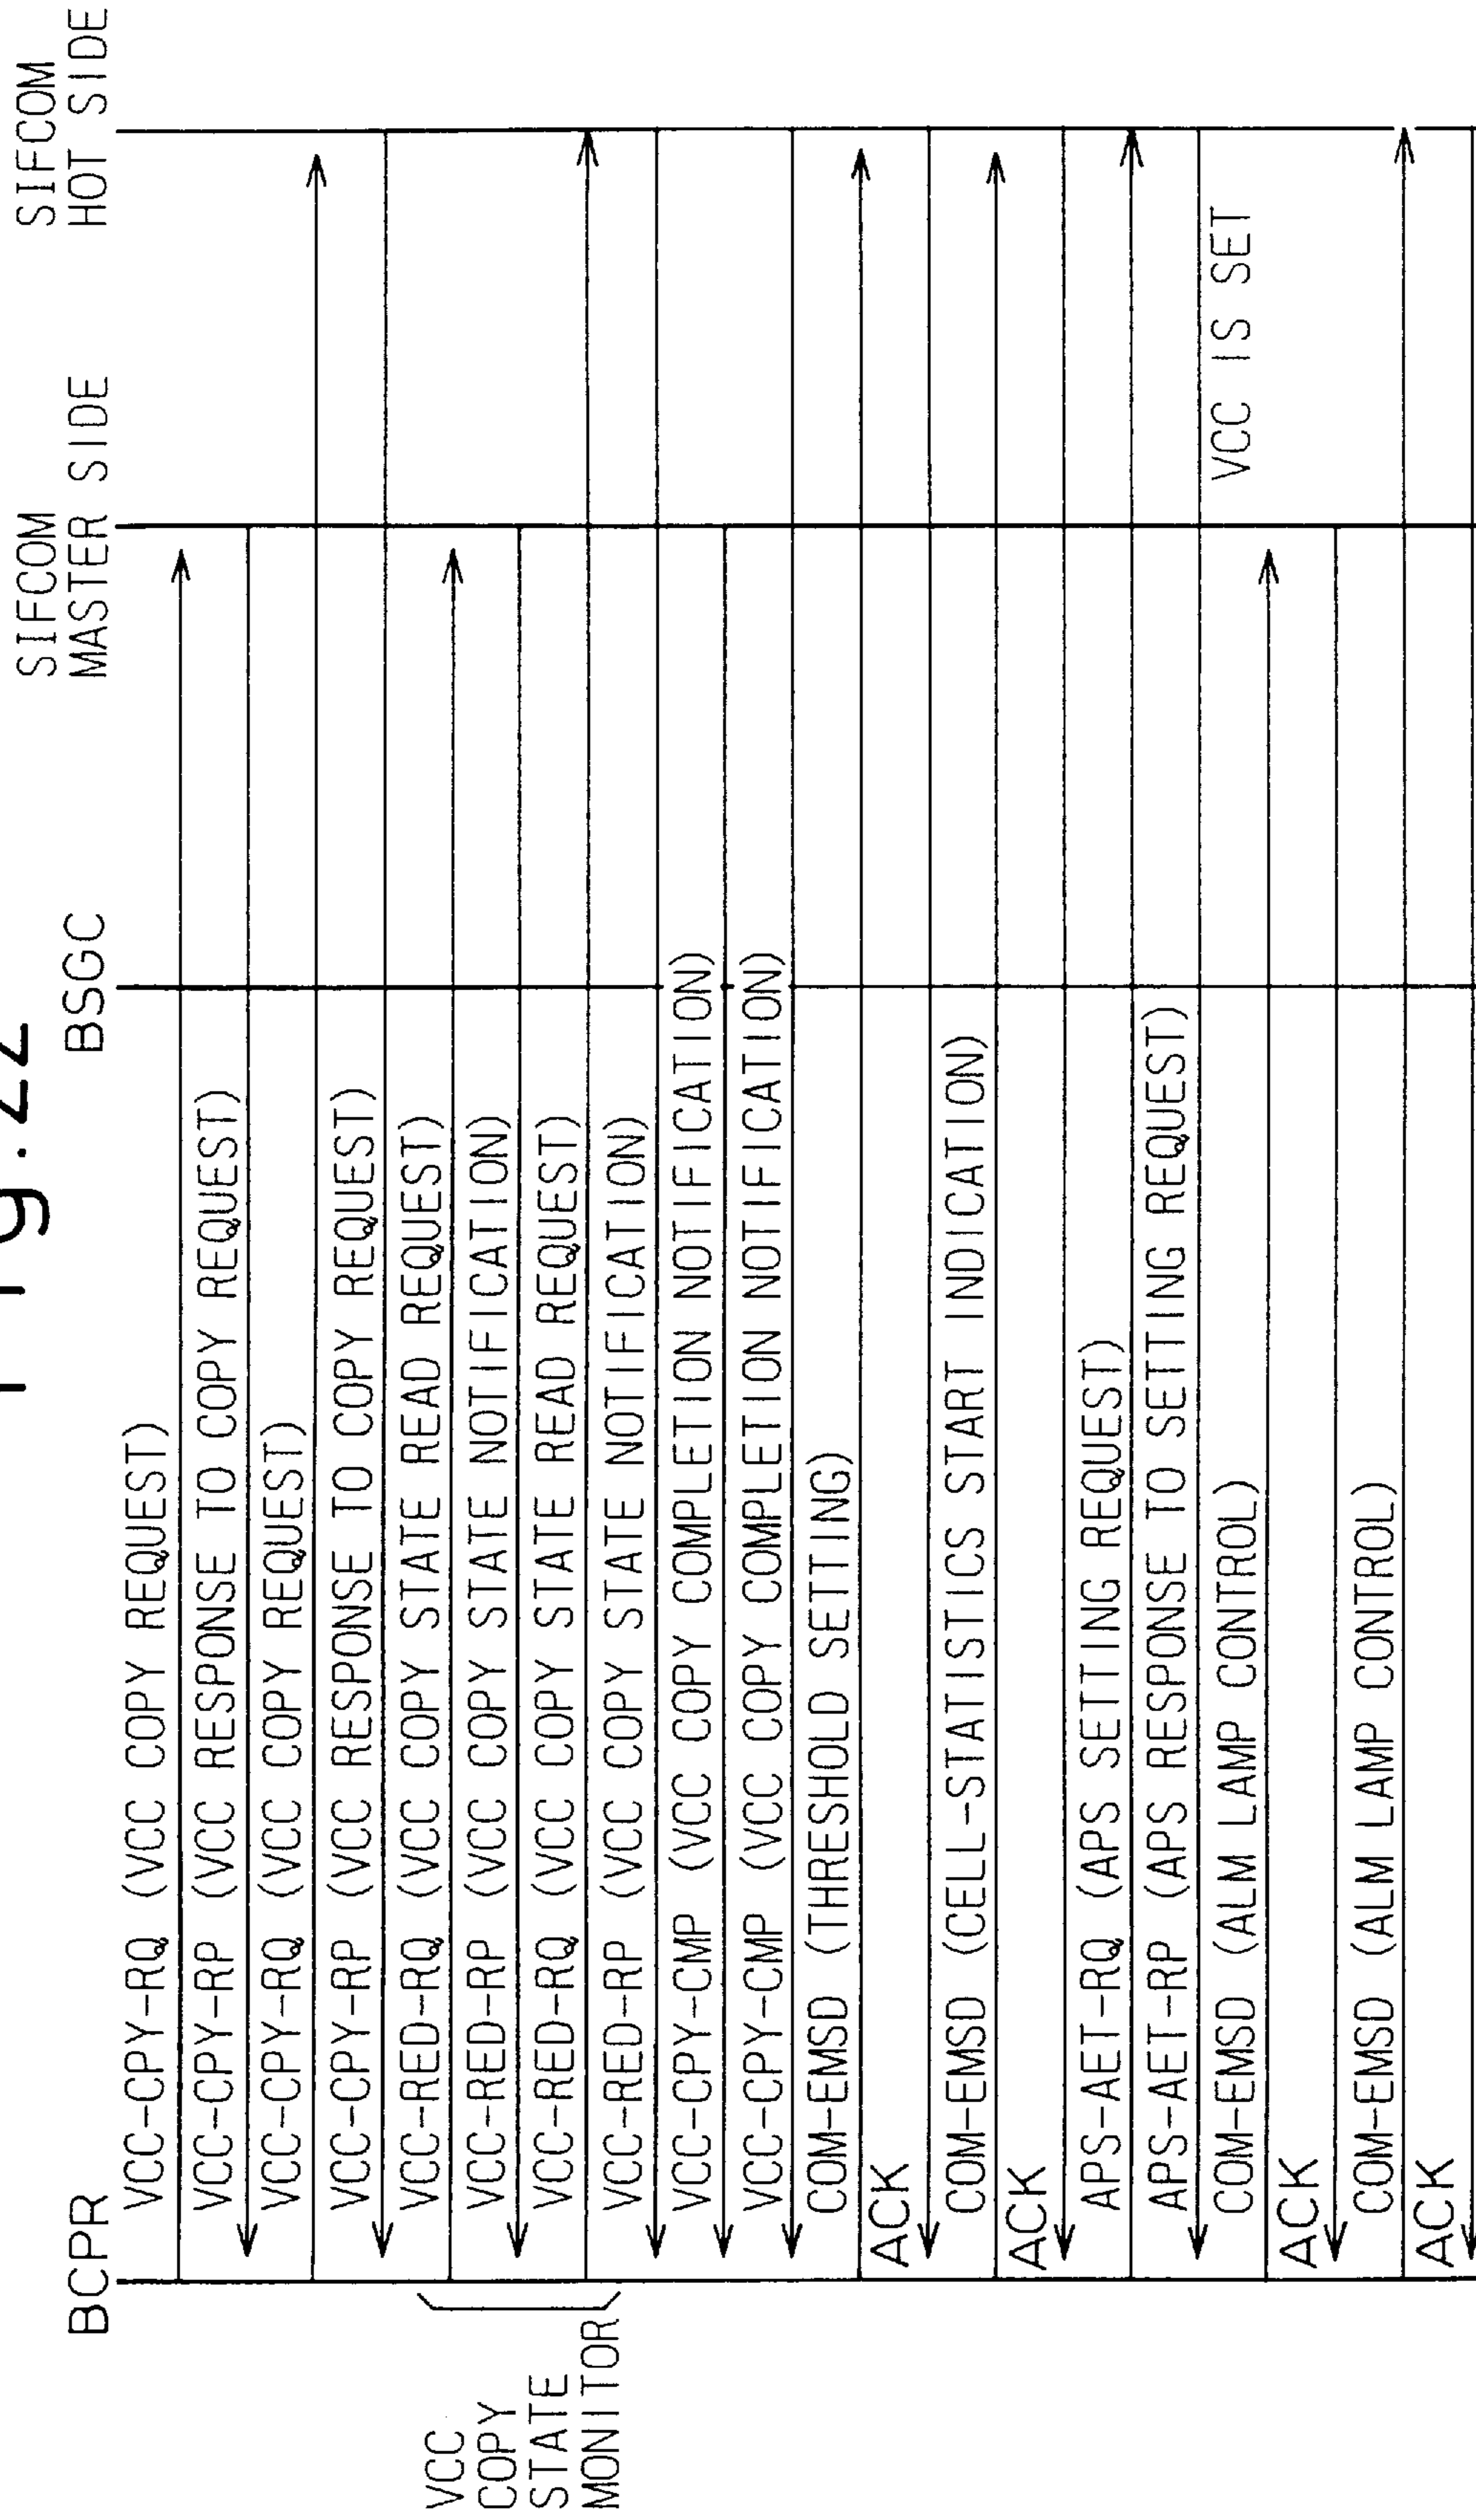 Fig. 22
BCPR
BSGC
SIFCOM
MASTER SIDE
SIFCOM
HOT SIDE
VCC-CPY-RQ (VCC COPY REQUEST)
VCC-CPY-RP (VCC RESPONSE TO COPY REQUEST)
VCC-CPY-RQ (VCC COPY REQUEST)
VCC-CPY-RP (VCC RESPONSE TO COPY REQUEST)
VCC-RED-RQ (VCC COPY STATE READ REQUEST)
VCC-RED-RP (VCC COPY STATE NOTIFICATION)
VCC-RED-RQ (VCC COPY STATE READ REQUEST)
VCC-RED-RP (VCC COPY STATE NOTIFICATION)
VCC
COPY
STATE
MONITOR
VCC-CPY-CMP (VCC COPY COMPLETION NOTIFICATION)
VCC-CPY-CMP (VCC COPY COMPLETION NOTIFICATION)
COM-EMSD (THRESHOLD SETTING)
ACK
COM-EMSD (CELL-STATISTICS START INDICATION)
ACK
APS-AET-RQ (APS SETTING REQUEST)
APS-AET-RP (APS RESPONSE TO SETTING REQUEST)
COM-EMSD (ALM LAMP CONTROL)
VCC IS SET
ACK
COM-EMSD (ALM LAMP CONTROL)
ACK